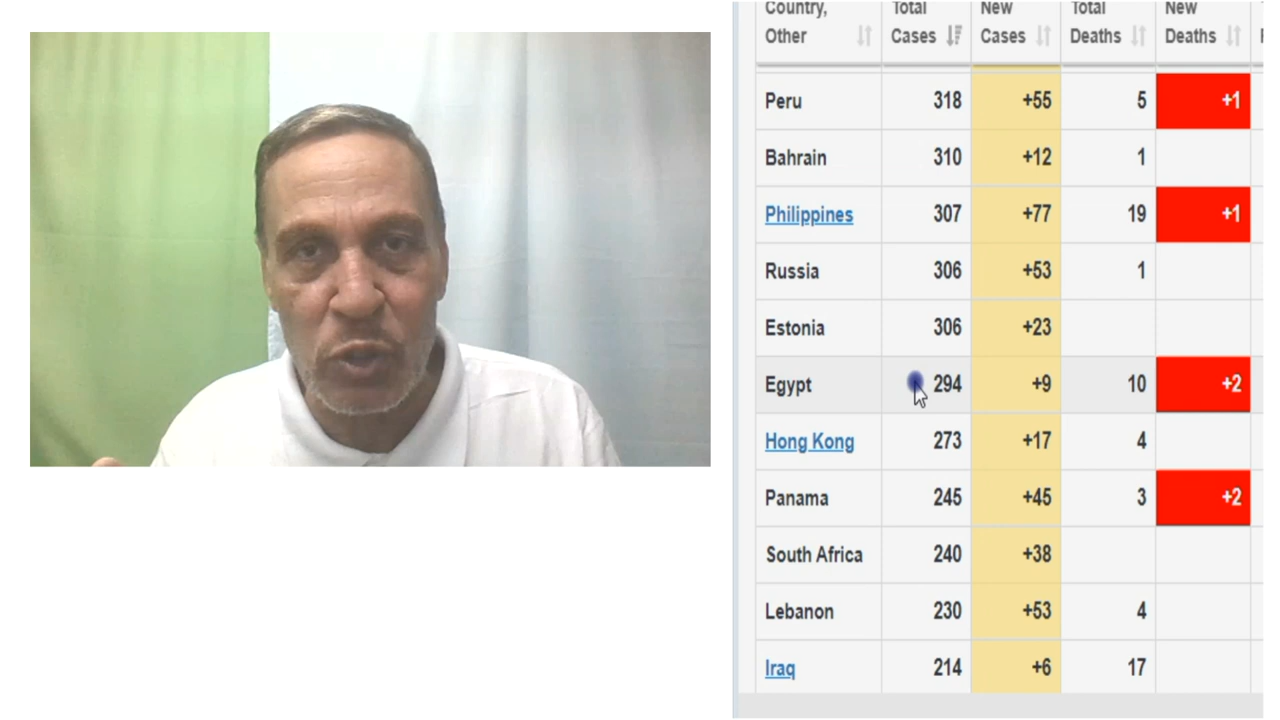 Country, Other Total Cases New Cases Total Deaths New Deaths
Peru 318 +55 5 +1
Bahrain 310 +12 1
Philippines 307 +77 19 +1
Russia 306 +53 1
Estonia 306 +23
Egypt 294 +9 10 +2
Hong Kong 273 +17 4
Panama 245 +45 3 +2
South Africa 240 +38
Lebanon 230 +53 4
Iraq 214 +6 17